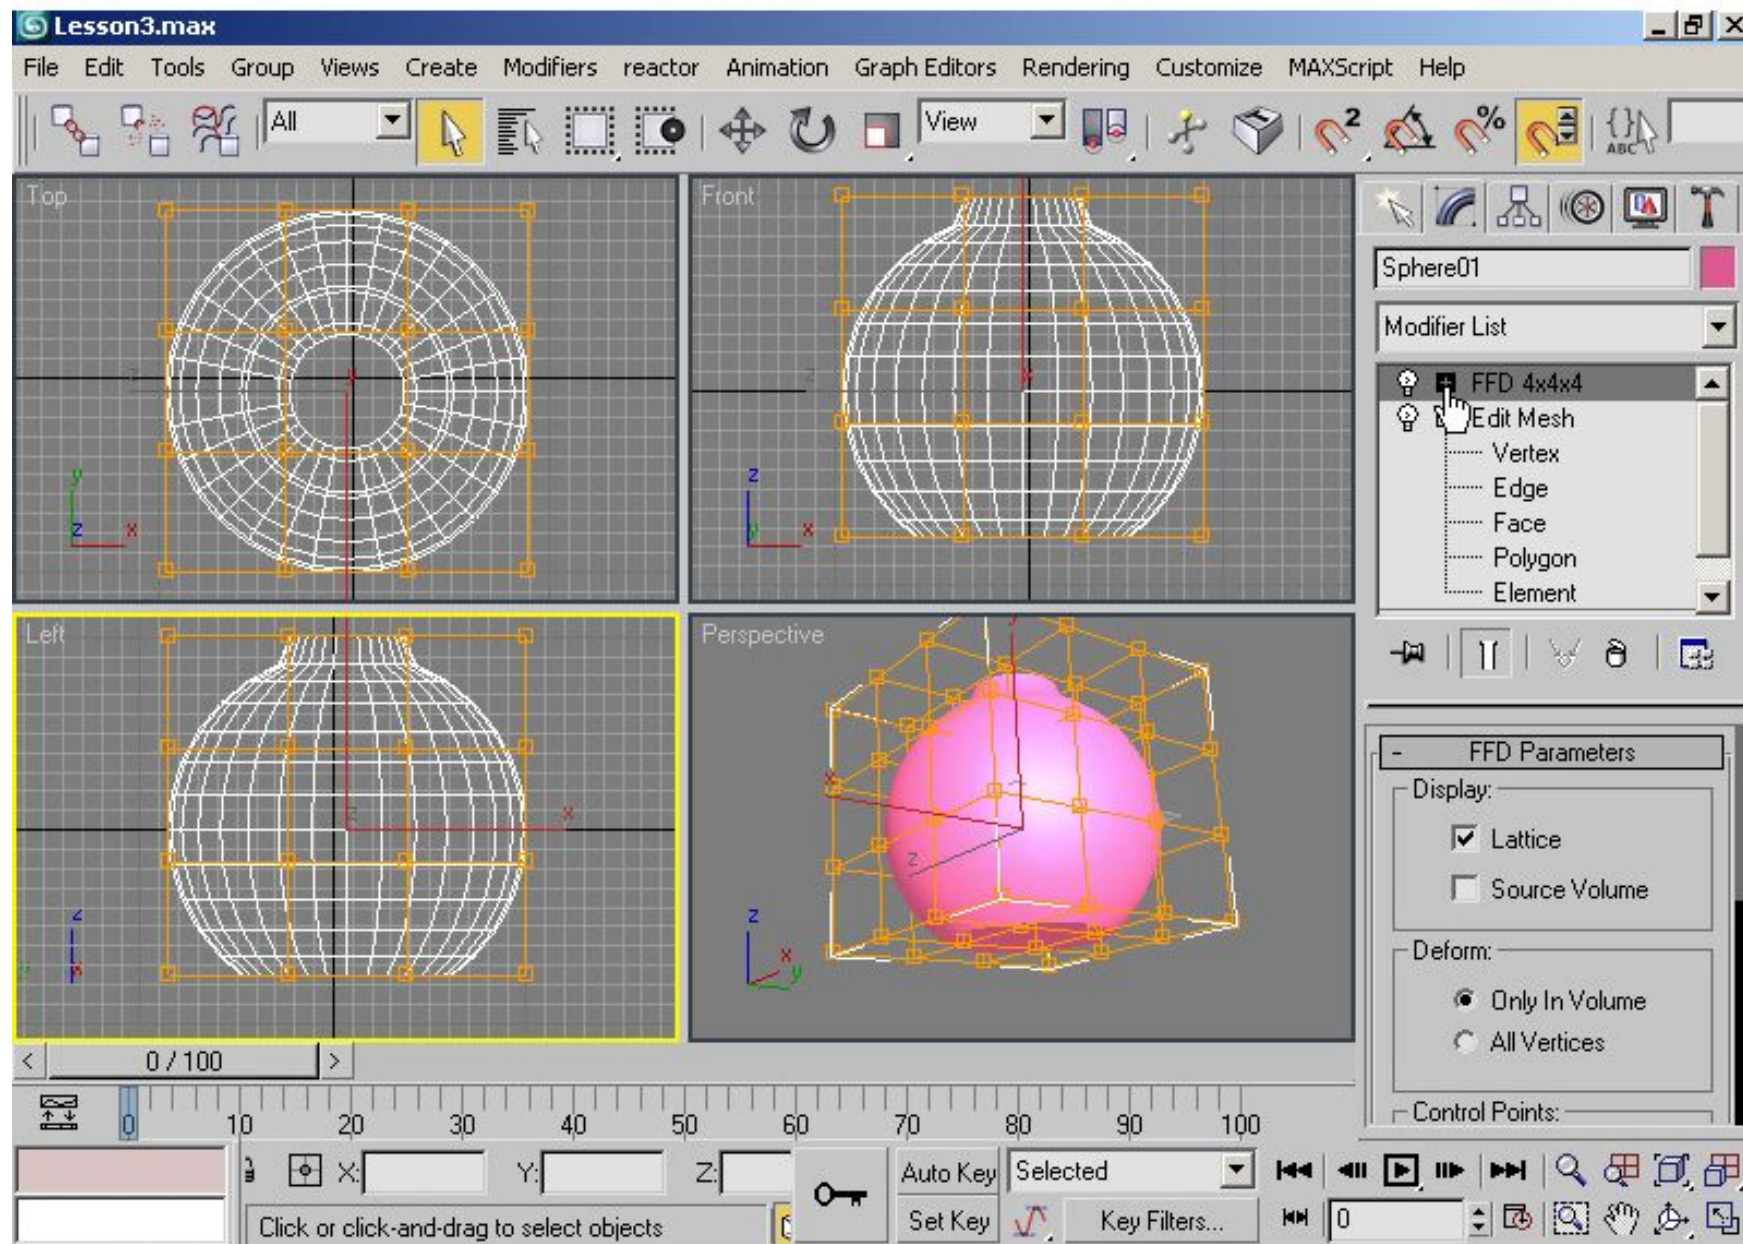 Lesson3.max
File Edit Tools Group Views Create Modifiers reactor Animation Graph Editors Rendering Customize MAXScript Help
All View 2 % {} ABC
Top
Front
Sphere01
Modifier List
FFD 4x4x4
Edit Mesh
Vertex
Edge
Face
Polygon
Element
z
x
y
z
y
z x
z
y x
Left
Perspective
z
x
z
x
y
x
z
z
x
y
FFD Parameters
Display:
Lattice
Source Volume
Deform:
Only In Volume
All Vertices
Control Points:
< 0 / 100 >
0 10 20 30 40 50 60 70 80 90 100
X: Y: Z: Auto Key Selected
Click or click-and-drag to select objects Set Key Key Filters... 0